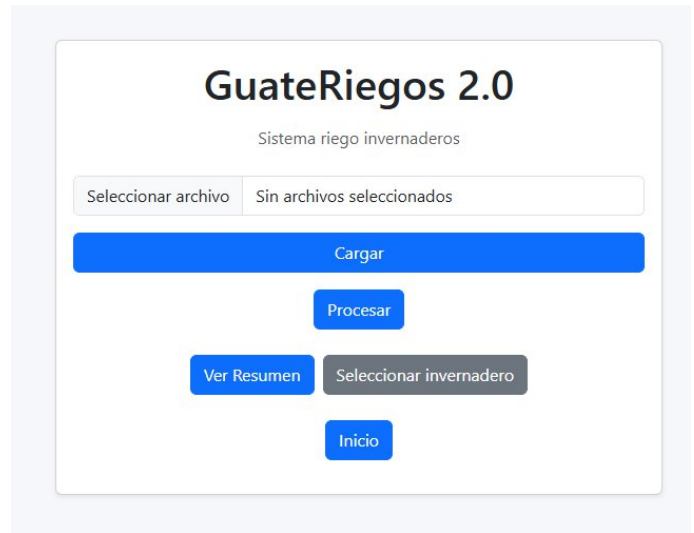 GuateRiegos 2.0
Sistema riego invernaderos
Seleccionar archivo Sin archivos seleccionados
Cargar
Procesar
Ver Resumen Seleccionar invernadero
Inicio